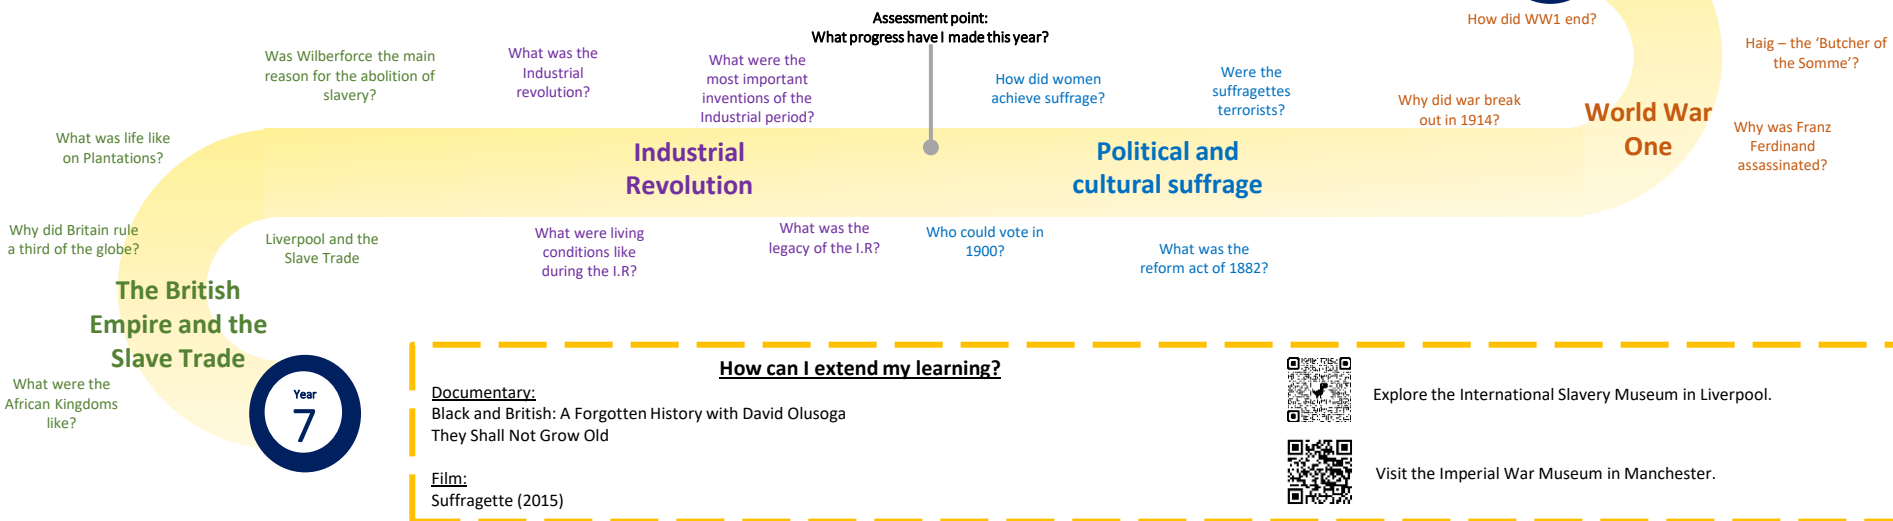 Assessment point:
What progress have I made this year?
How did WW1 end?
Haig – the ‘Butcher of
the Somme’?
Was Wilberforce the main
reason for the abolition of
slavery?
What was the
Industrial
revolution?
What were the
most important
inventions of the
Industrial period?
How did women
achieve suffrage?
Were the
suffragettes
terrorists?
Why did war break
out in 1914?
World War
One
Why was Franz
Ferdinand
assassinated?
What was life like
on Plantations?
Industrial
Revolution
Political and
cultural suffrage
Why did Britain rule
a third of the globe?
Liverpool and the
Slave Trade
What were living
conditions like
during the I.R?
What was the
legacy of the I.R?
Who could vote in
1900?
What was the
reform act of 1882?
The British
Empire and the
Slave Trade
What were the
African Kingdoms
like?
Year
7
How can I extend my learning?
Documentary:
Black and British: A Forgotten History with David Olusoga
They Shall Not Grow Old
Film:
Suffragette (2015)
Explore the International Slavery Museum in Liverpool.
Visit the Imperial War Museum in Manchester.